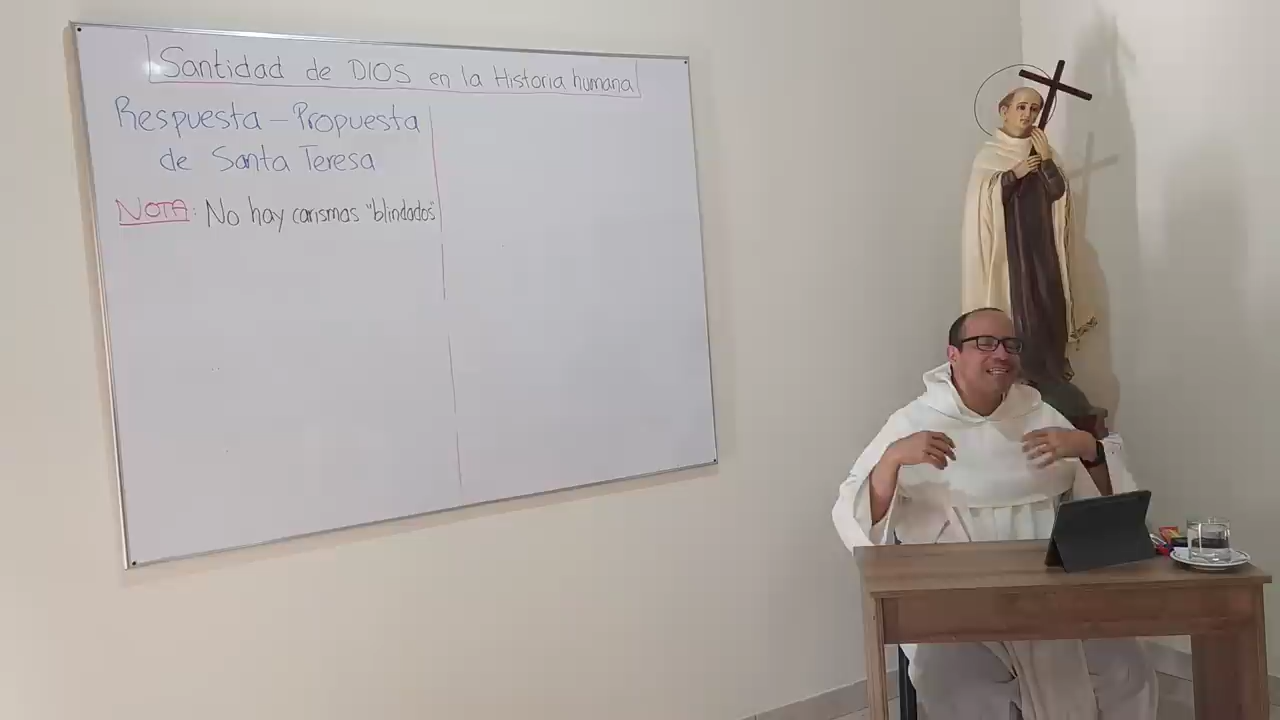 Santidad de DIOS en la Historia humana
Respuesta – Propuesta
de Santa Teresa
NOTA: No hay carismas "blindados"